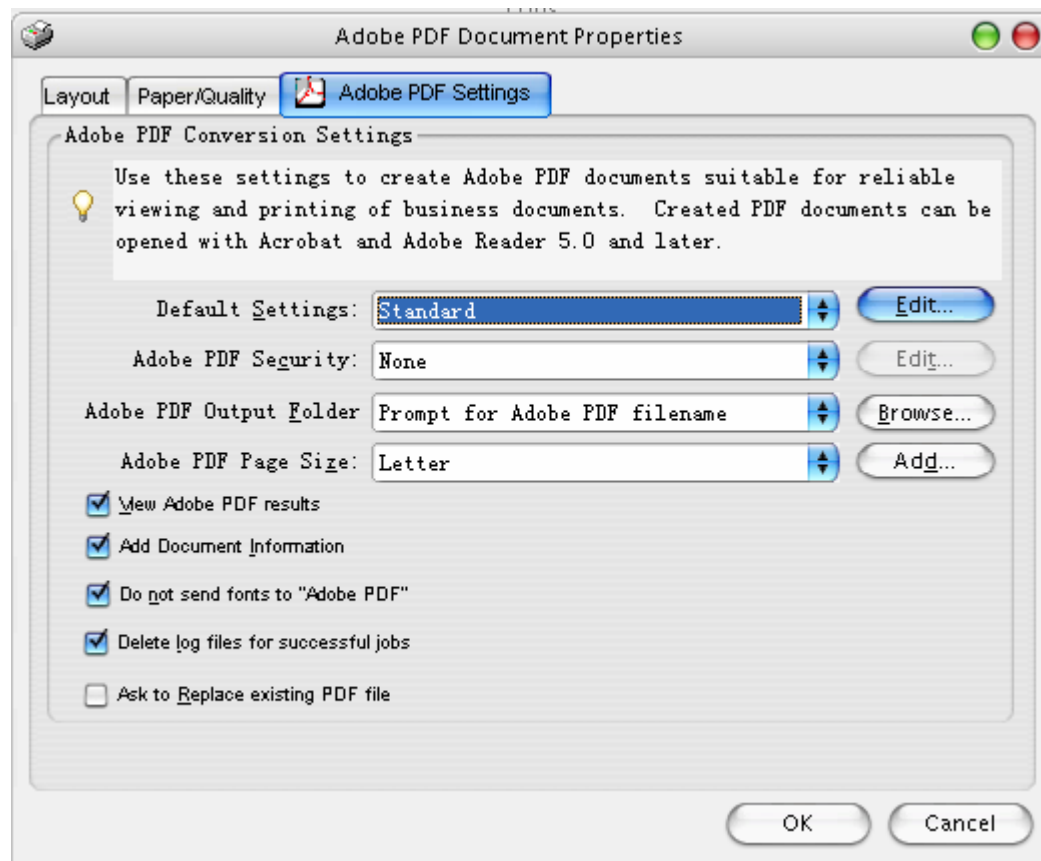 Adobe PDF Document Properties
Layout
Paper/Quality
Adobe PDF Settings
Adobe PDF Conversion Settings
Use these settings to create Adobe PDF documents suitable for reliable
viewing and printing of business documents. Created PDF documents can be
opened with Acrobat and Adobe Reader 5.0 and later.
Default Settings: Standard Edit...
Adobe PDF Security: None Edit...
Adobe PDF Output Folder Prompt for Adobe PDF filename Browse...
Adobe PDF Page Size: Letter Add...
View Adobe PDF results
Add Document Information
Do not send fonts to "Adobe PDF"
Delete log files for successful jobs
Ask to Replace existing PDF file
OK
Cancel